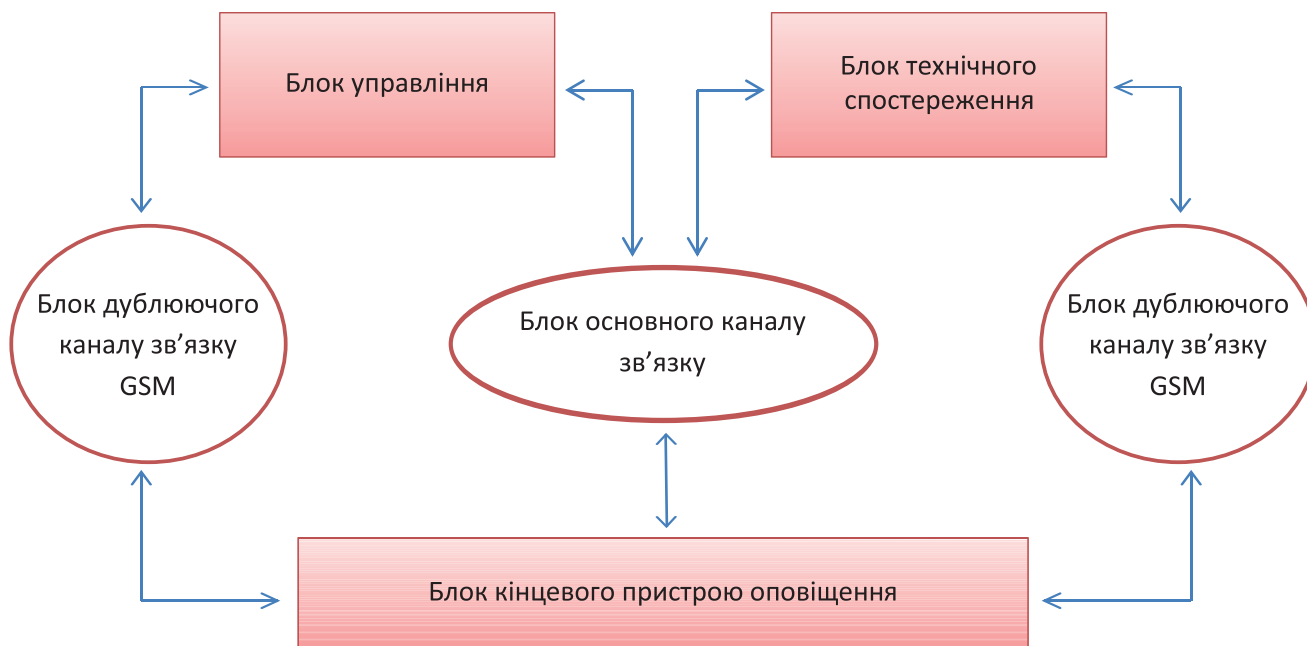 Блок управління
Блок технічного
спостереження
Блок дублюючого
каналу зв’язку
GSM
Блок основного каналу
зв’язку
Блок дублюючого
каналу зв’язку
GSM
Блок кінцевого пристрою оповіщення